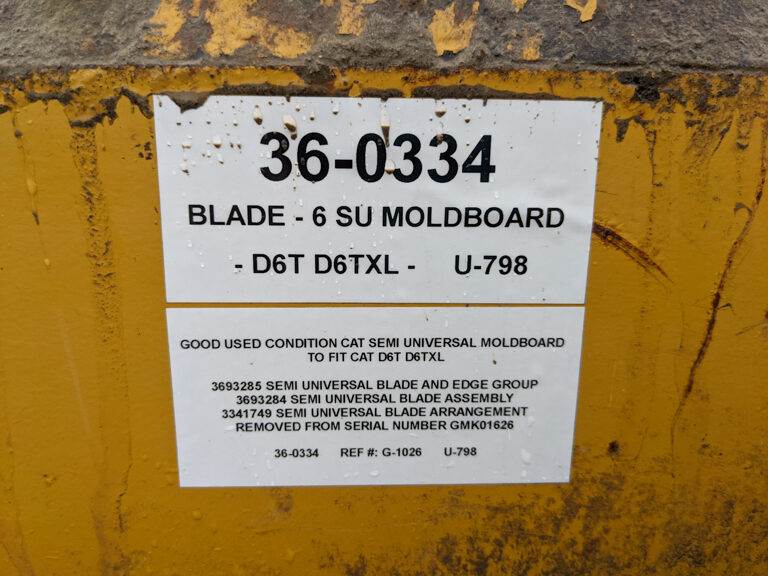 36-0334
BLADE - 6 SU MOLDBOARD
- D6T D6TXL - U-798
GOOD USED CONDITION CAT SEMI UNIVERSAL MOLDBOARD
TO FIT CAT D6T D6TXL
3693285 SEMI UNIVERSAL BLADE AND EDGE GROUP
3693284 SEMI UNIVERSAL BLADE ASSEMBLY
3341749 SEMI UNIVERSAL BLADE ARRANGEMENT
REMOVED FROM SERIAL NUMBER GMK01626
36-0334 REF #: G-1026 U-798